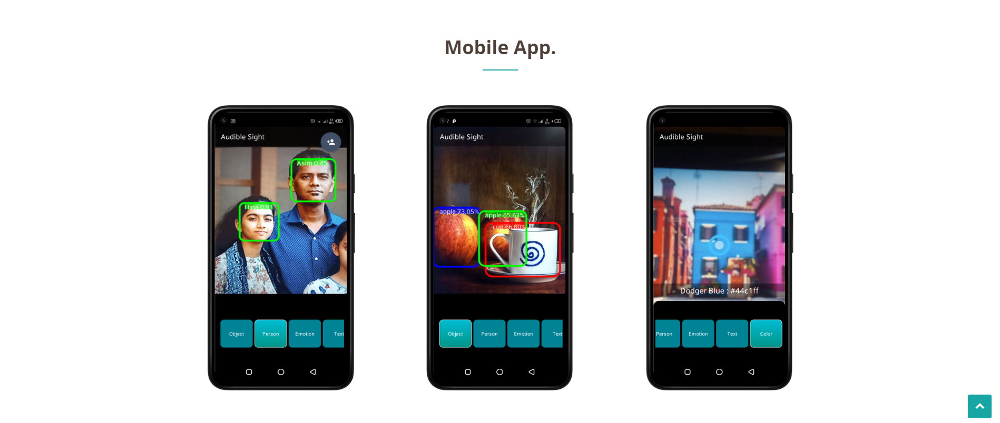 Mobile App.
Audible Sight
Asim 0.45
Hina 0.91
Object Person Emotion Text
Audible Sight
apple 73.05%
apple 65.63%
cup 66.80%
Object Person Emotion Text
Audible Sight
Dodger Blue : #44c1ff
Person Emotion Text Color